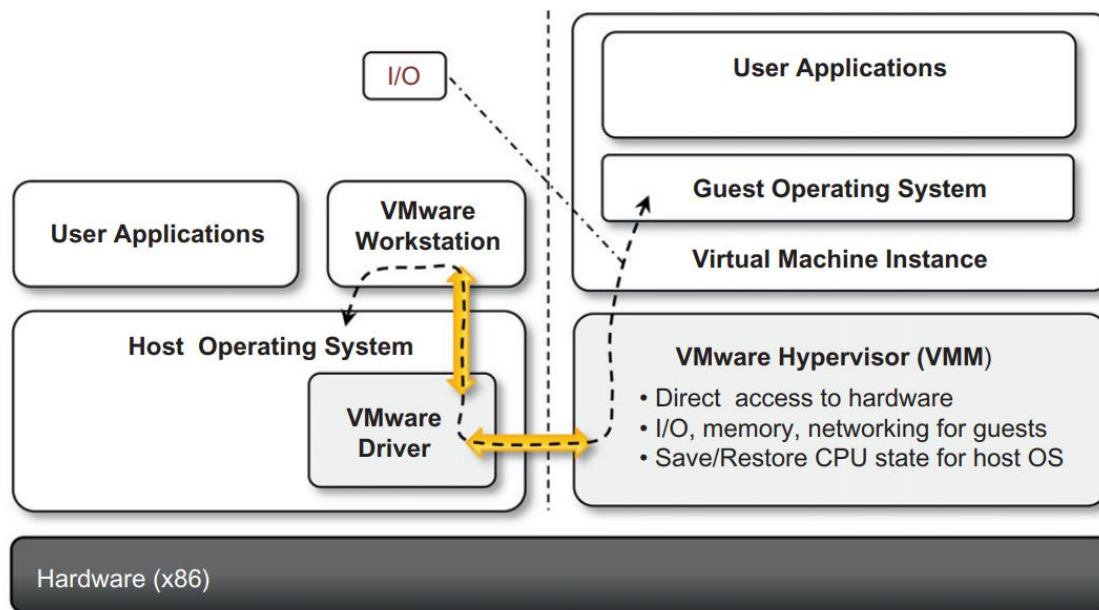 I/O
User Applications
VMware
Workstation
Host Operating System
VMware
Driver
User Applications
Guest Operating System
Virtual Machine Instance
VMware Hypervisor (VMM)
• Direct access to hardware
• I/O, memory, networking for guests
• Save/Restore CPU state for host OS
Hardware (x86)